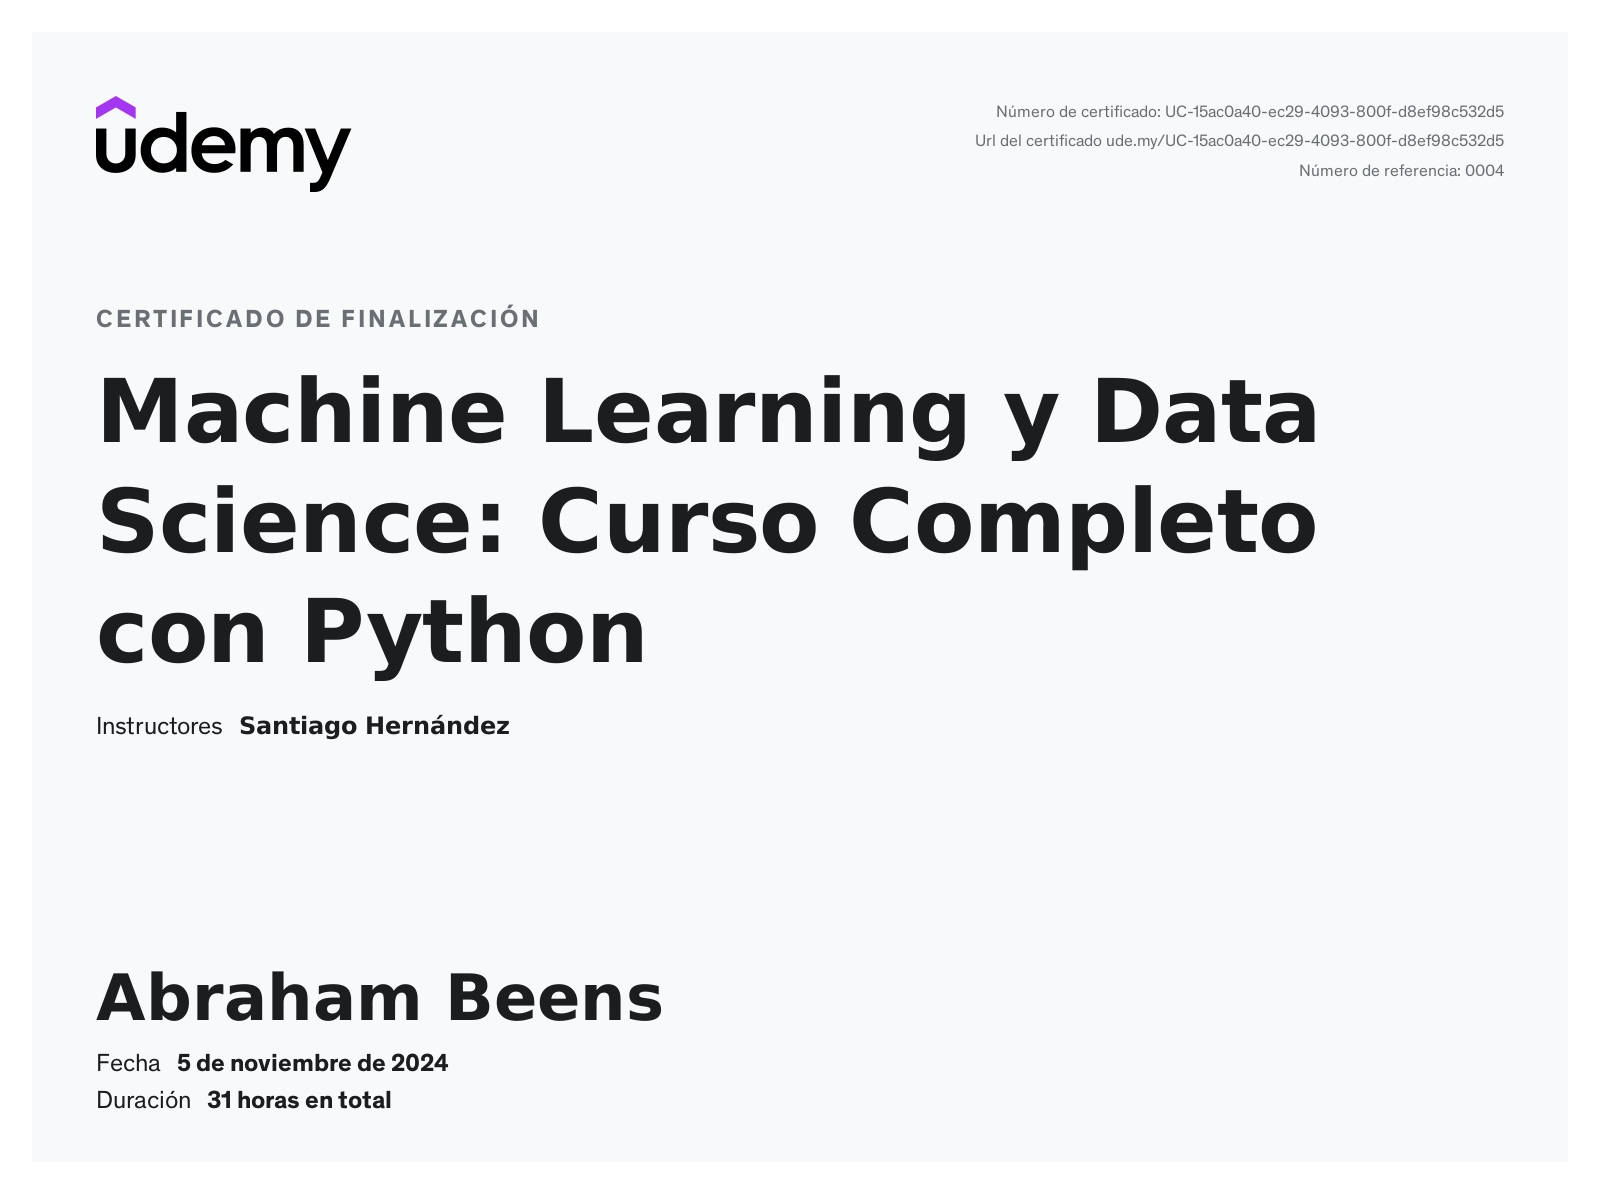 udemy
Número de certificado: UC-15ac0a40-ec29-4093-800f-d8ef98c532d5
Url del certificado ude.my/UC-15ac0a40-ec29-4093-800f-d8ef98c532d5
Número de referencia: 0004
CERTIFICADO DE FINALIZACIÓN
Machine Learning y Data
Science: Curso Completo
con Python
Instructores Santiago Hernández
Abraham Beens
Fecha 5 de noviembre de 2024
Duración 31 horas en total